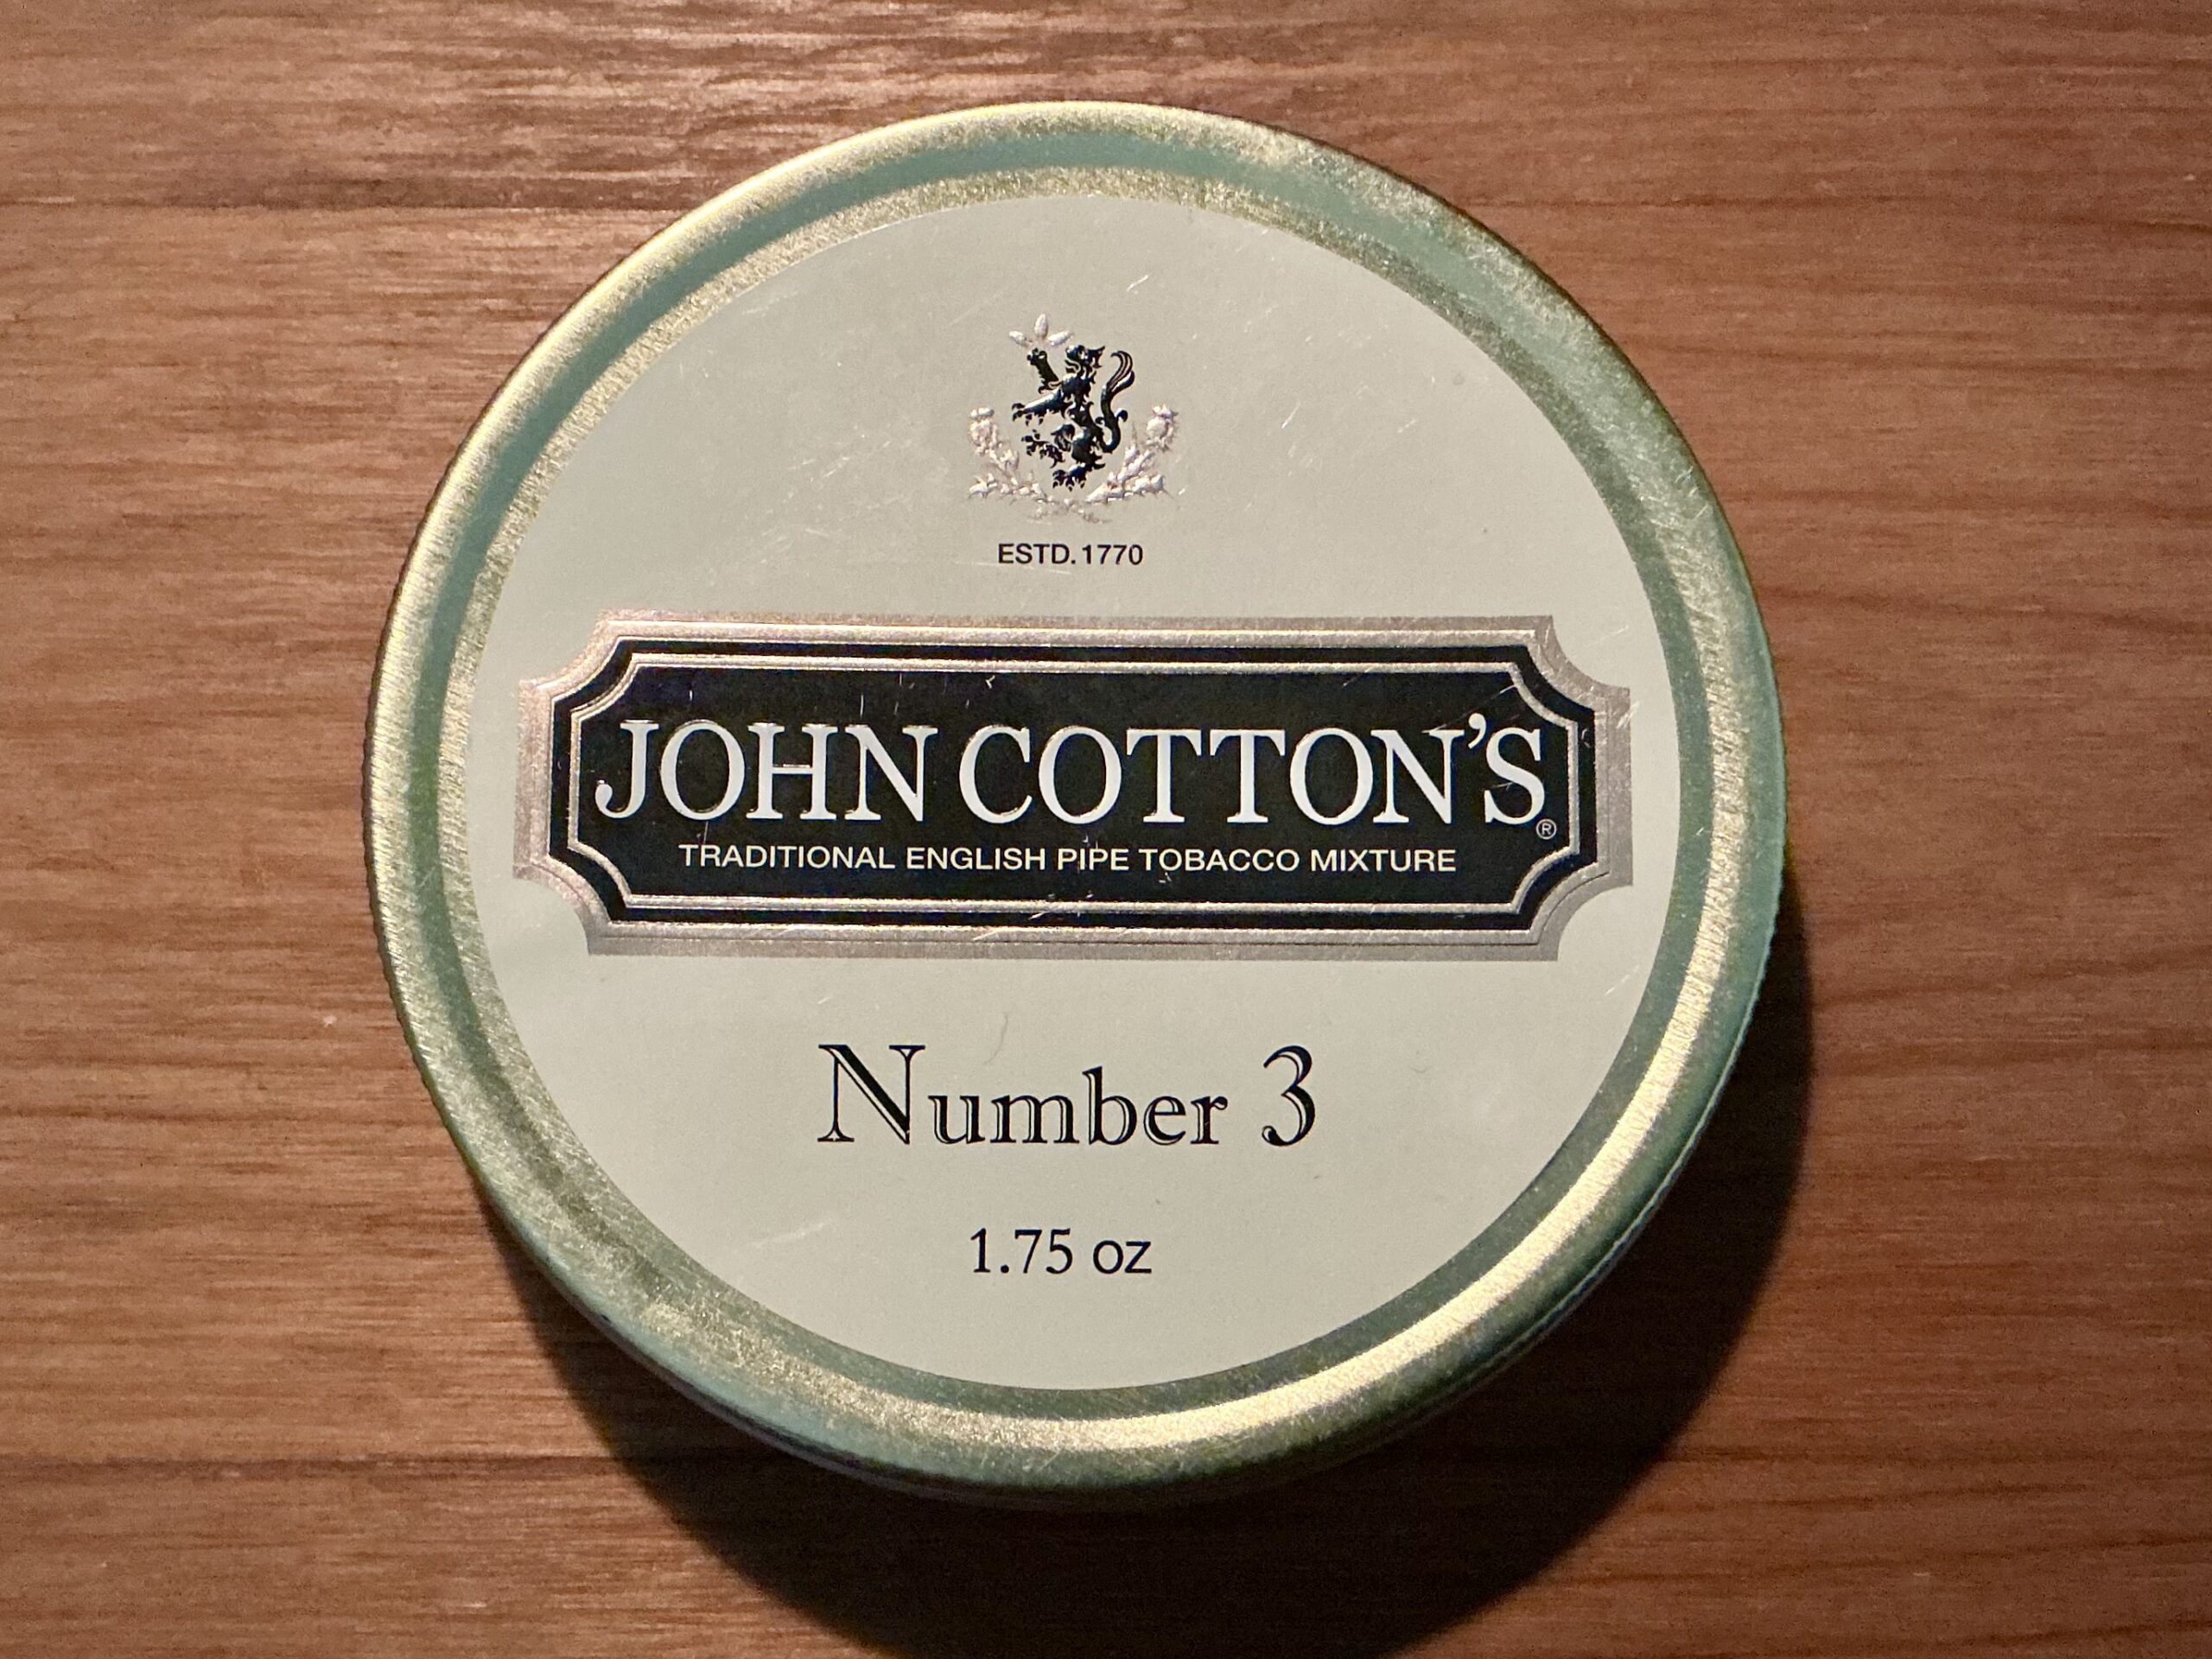 ESTD. 1770
JOHN COTTON'S®
TRADITIONAL ENGLISH PIPE TOBACCO MIXTURE
Number 3
1.75 oz